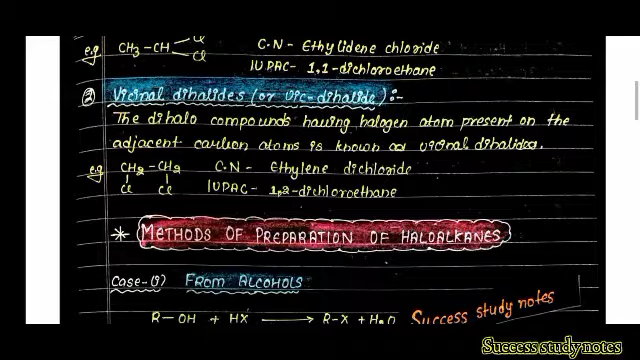 Cl
e.g CH3 – CH C.N – Ethylidene chloride
Cl
IUPAC – 1,1-dichloroethane
② Vicinal dihalides (or vic-dihalide) :-
The dihalo compounds having halogen atom present on the
adjacent carbon atoms is known as vicinal dihalides.
e.g CH2 – CH2 C.N – Ethylene dichloride
Cl Cl IUPAC – 1,2-dichloroethane
* METHODS OF PREPARATION OF HALOALKANES
Case-(i) FROM ALCOHOLS
R – OH + HX → R-X + H2O Success study notes
Success study notes